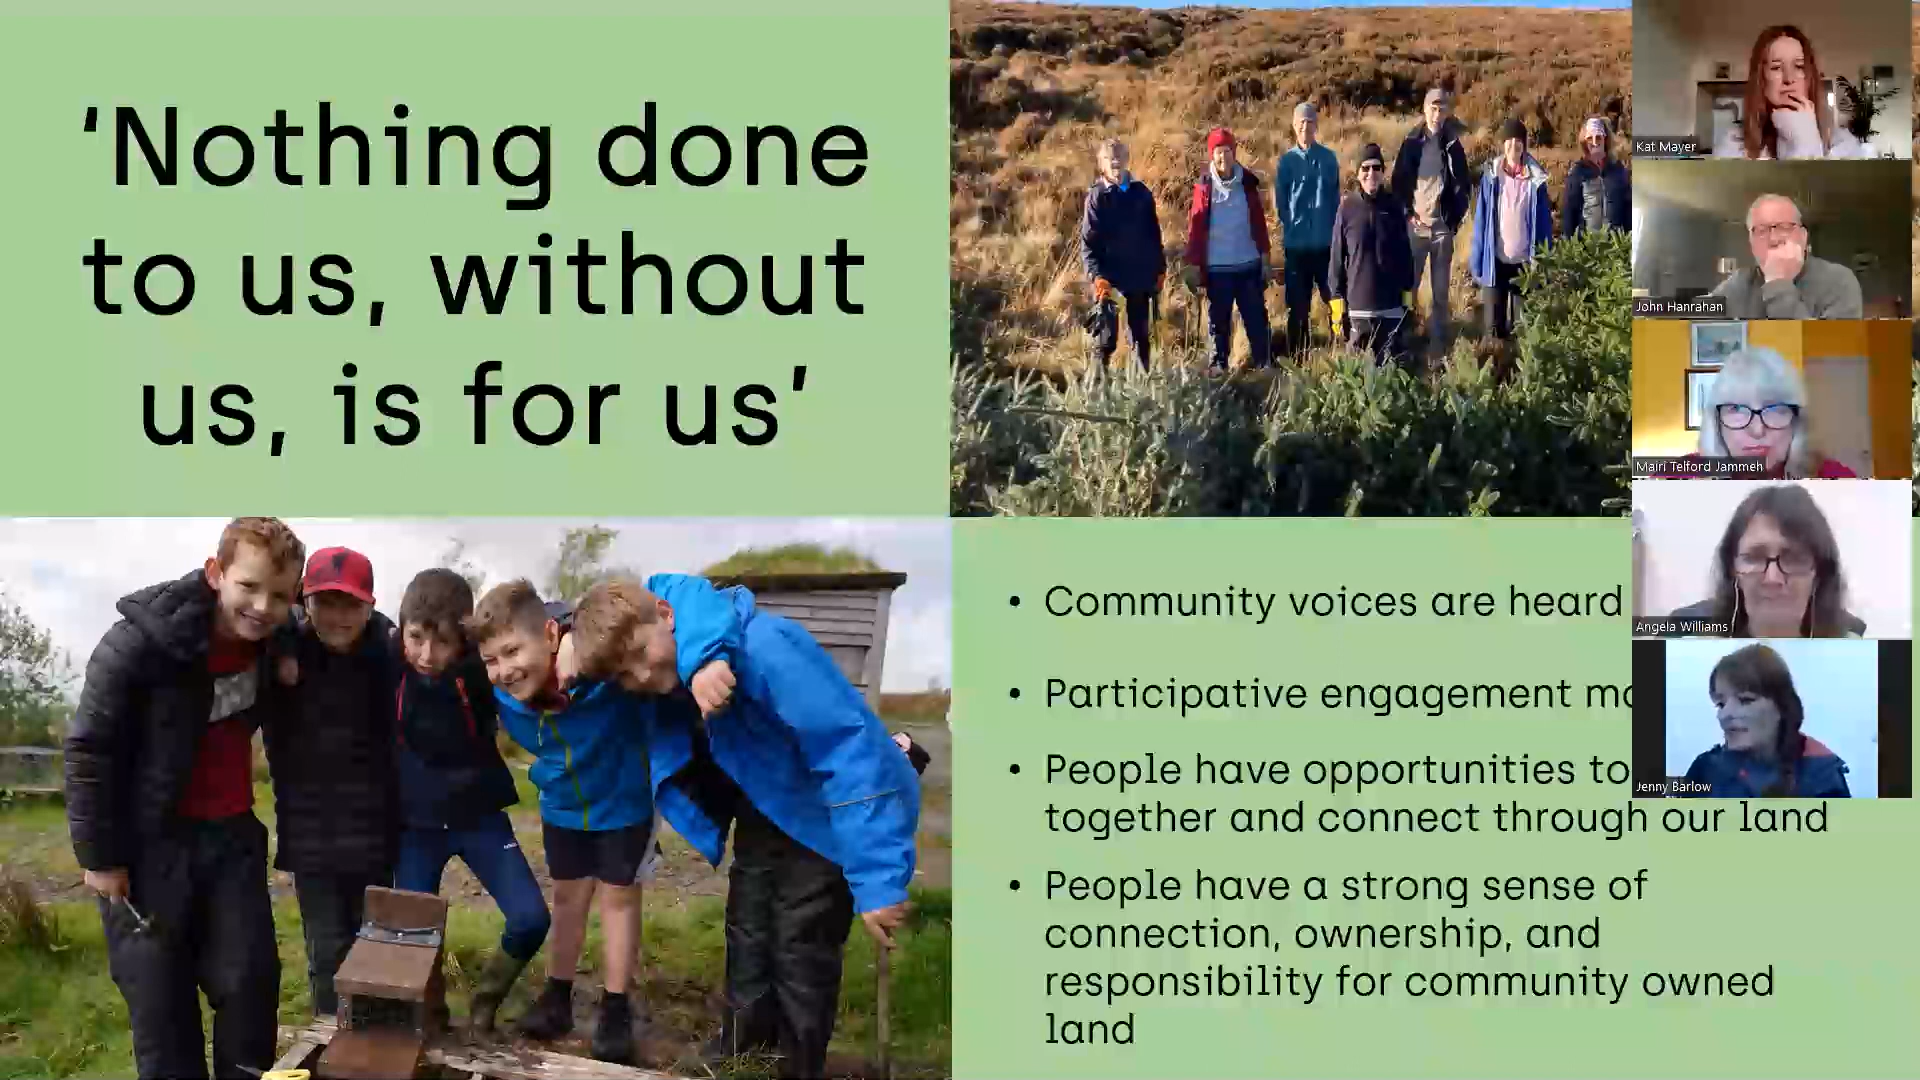 ‘Nothing done
to us, without
us, is for us’
• Community voices are heard
• Participative engagement
• People have opportunities to
together and connect through our land
• People have a strong sense of
connection, ownership, and
responsibility for community owned
land
Kat Mayer
John Hanrahan
Mairi Telford Jammeh
Angela Williams
Jenny Barlow